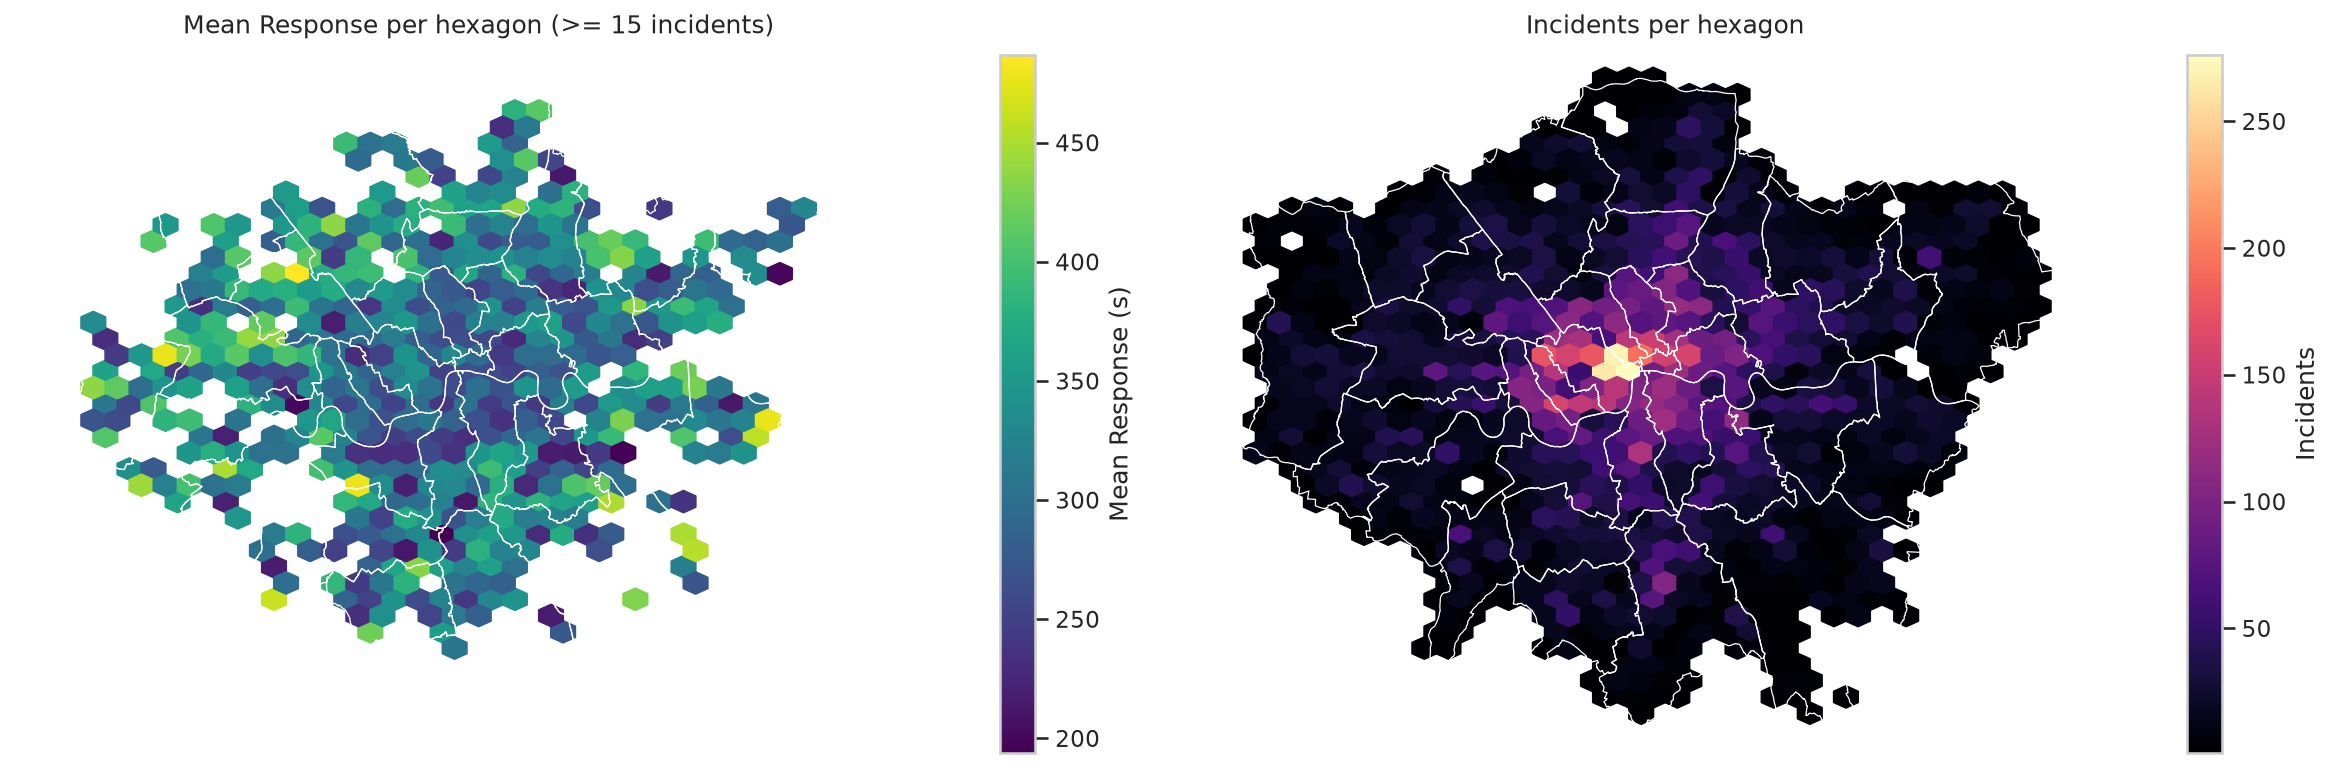 Mean Response per hexagon (>= 15 incidents)
450
400
350
300
250
200
Mean Response (s)
Incidents per hexagon
250
200
150
100
50
Incidents